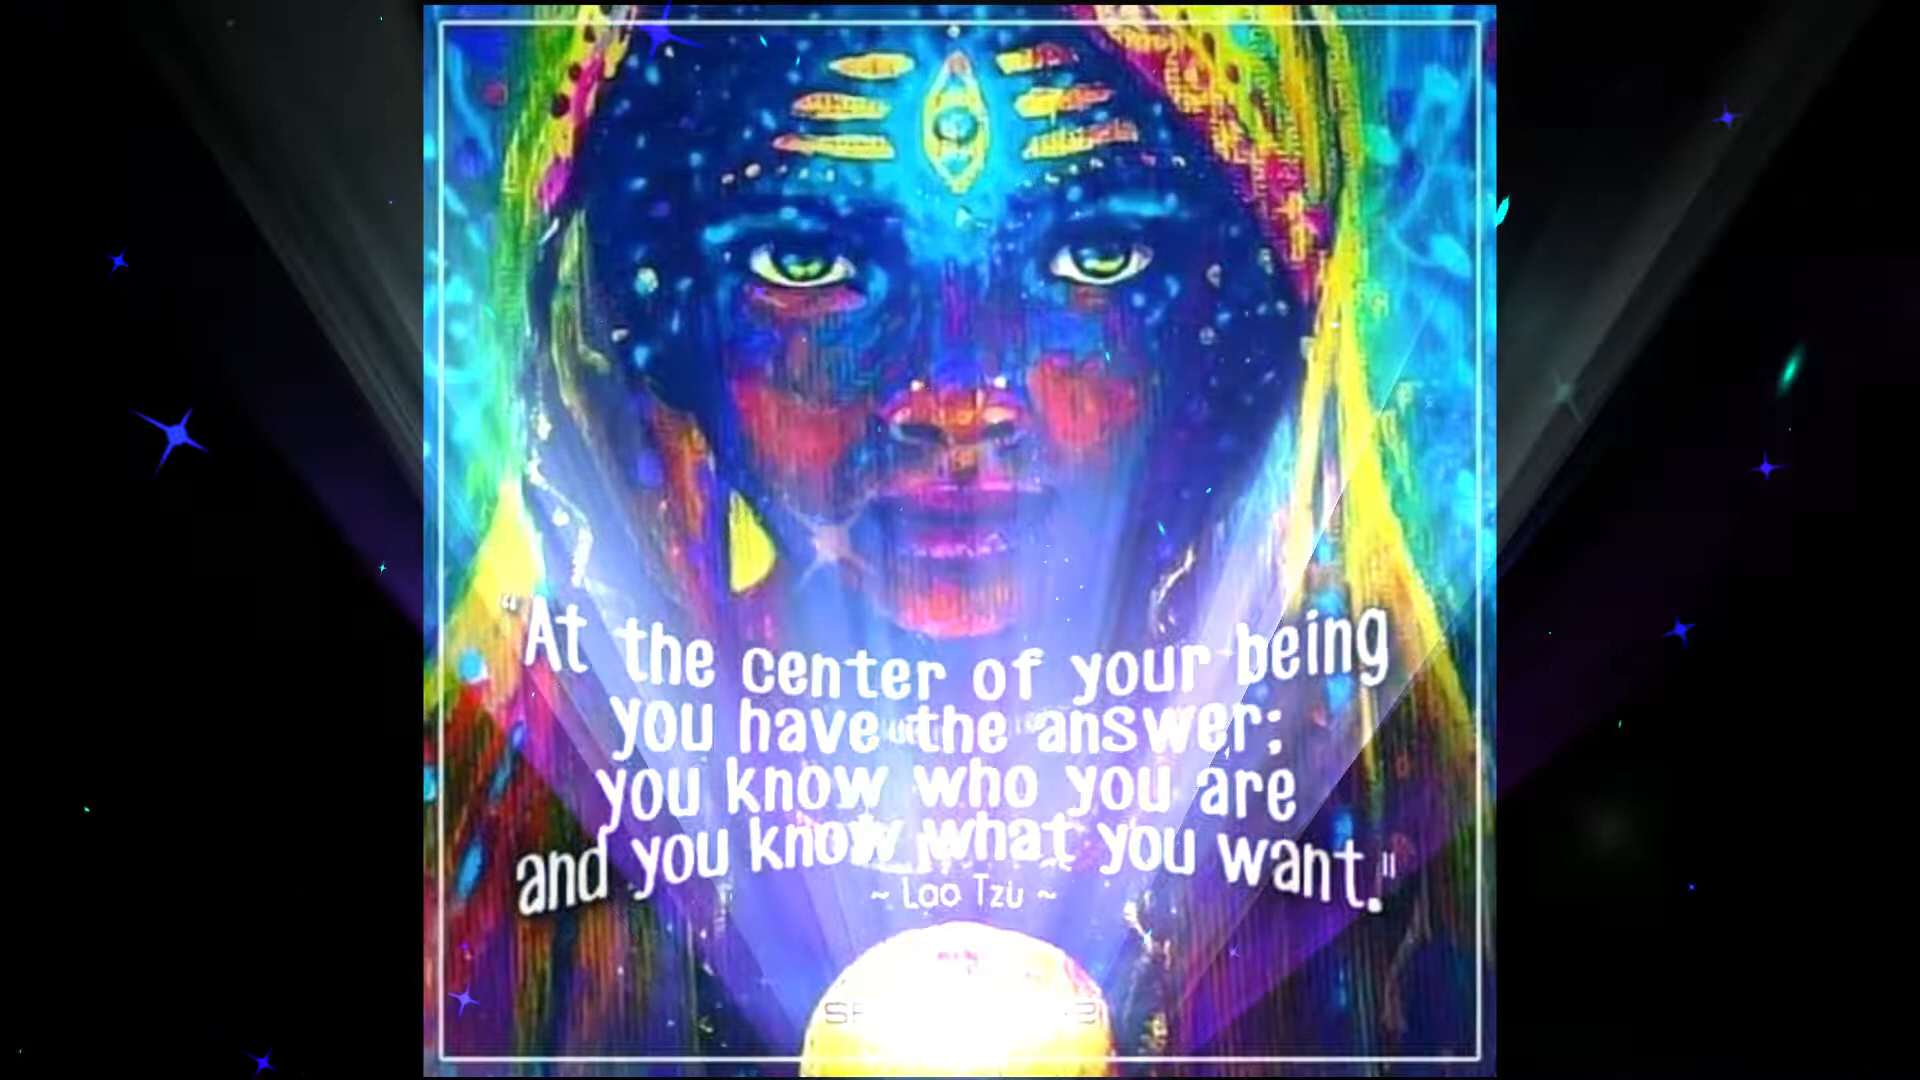 "At the center of your being
you have the answer;
you know who you are
and you know what you want."
~ Lao Tzu ~